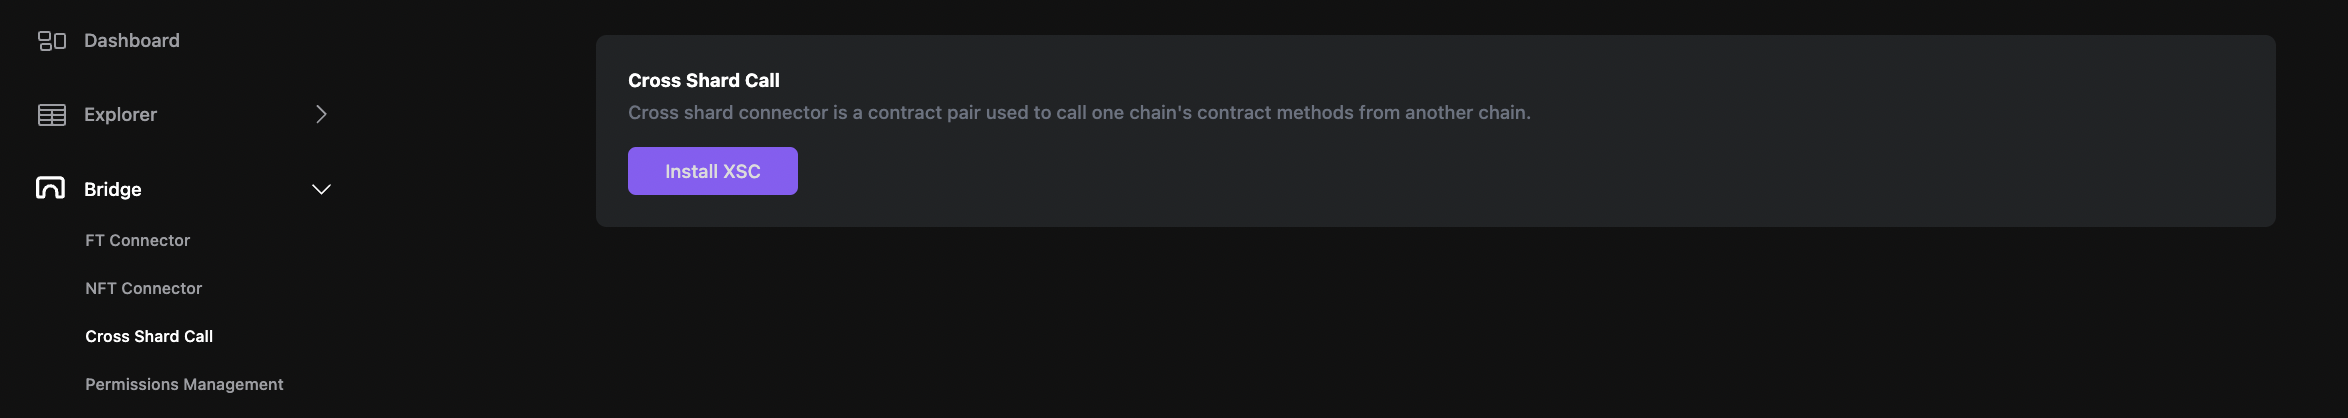 Dashboard
Explorer
Bridge
FT Connector
NFT Connector
Cross Shard Call
Permissions Management
Cross Shard Call
Cross shard connector is a contract pair used to call one chain's contract methods from another chain.
Install XSC